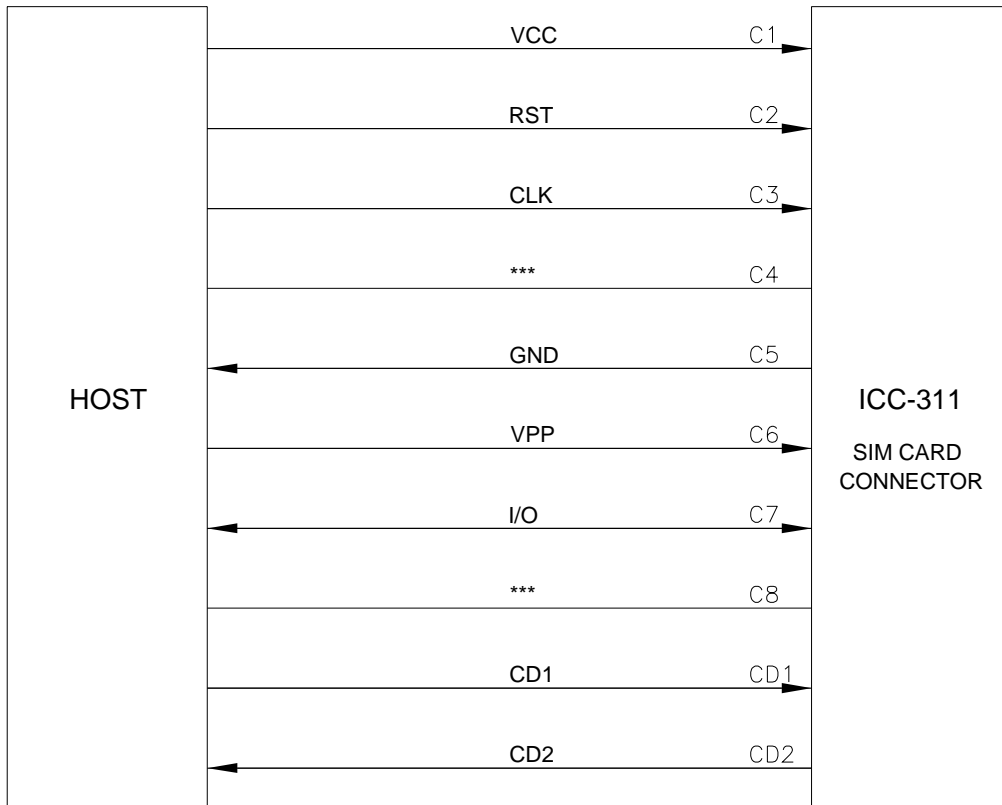 VCC C1
RST C2
CLK C3
*** C4
GND C5
HOST
ICC-311
VPP C6
SIM CARD
CONNECTOR
I/O C7
*** C8
CD1 CD1
CD2 CD2